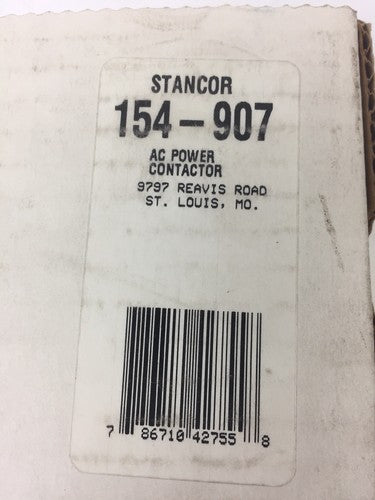 STANCOR
154-907
AC POWER
CONTACTOR
9797 REAVIS ROAD
ST. LOUIS, MO.
7 86710 42755 8